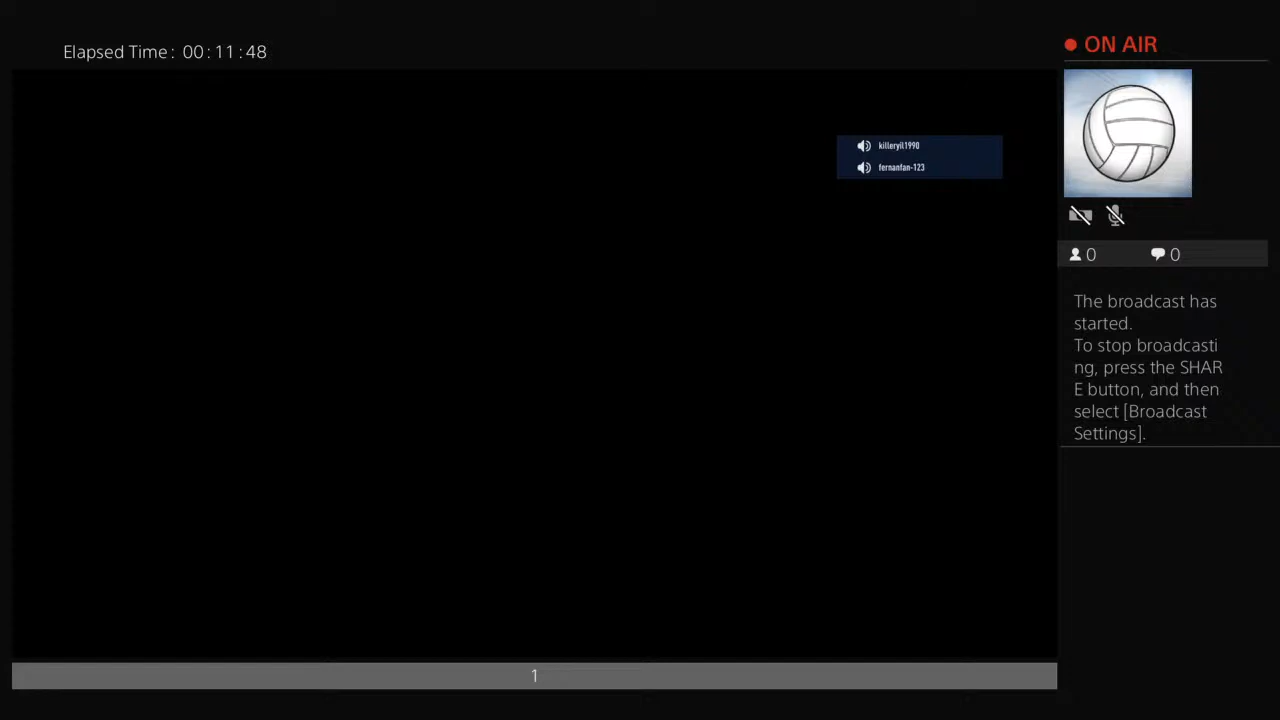 Elapsed Time: 00:11:48
ON AIR
killeryil1990
fernanfan-123
0
0
The broadcast has
started.
To stop broadcasti
ng, press the SHAR
E button, and then
select [Broadcast
Settings].
1